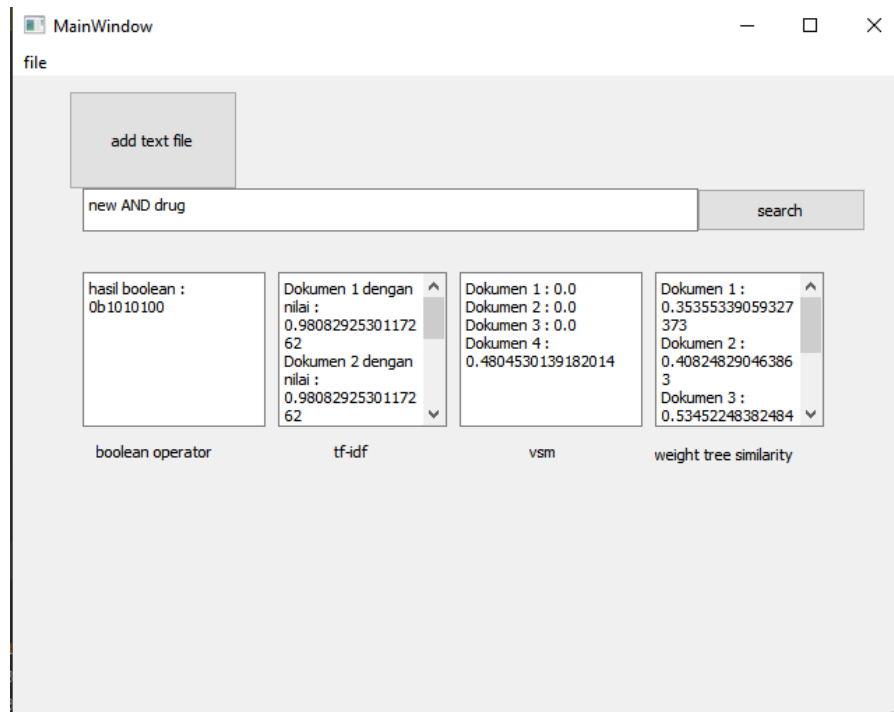 MainWindow
file
add text file
new AND drug
search
hasil boolean :
0b1010100
Dokumen 1 dengan
nilai :
0.98082925301172
62
Dokumen 2 dengan
nilai :
0.98082925301172
62
Dokumen 1 : 0.0
Dokumen 2 : 0.0
Dokumen 3 : 0.0
Dokumen 4 :
0.4804530139182014
Dokumen 1 :
0.35355339059327
373
Dokumen 2 :
0.40824829046386
3
Dokumen 3 :
0.53452248382484
boolean operator
tf-idf
vsm
weight tree similarity